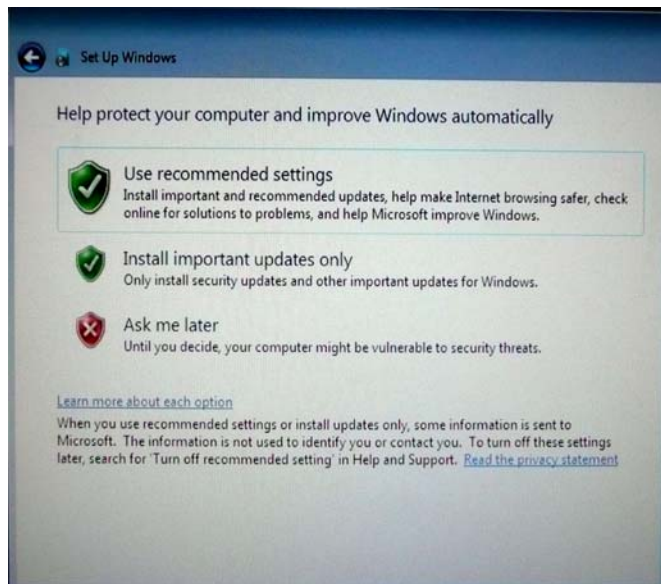 Set Up Windows
Help protect your computer and improve Windows automatically
Use recommended settings
Install important and recommended updates, help make Internet browsing safer, check
online for solutions to problems, and help Microsoft improve Windows.
Install important updates only
Only install security updates and other important updates for Windows.
Ask me later
Until you decide, your computer might be vulnerable to security threats.
Learn more about each option
When you use recommended settings or install updates only, some information is sent to
Microsoft. The information is not used to identify you or contact you. To turn off these settings
later, search for 'Turn off recommended setting' in Help and Support. Read the privacy statement